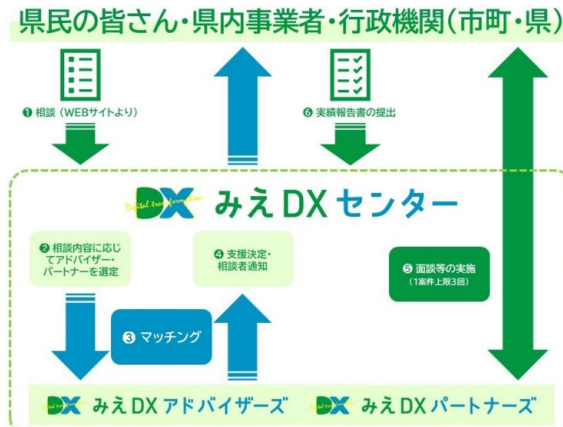 県民の皆さん・県内事業者・行政機関(市町・県)
❶ 相談 (WEBサイトより)
❻ 実績報告書の提出
DX みえDXセンター
Digital transformation
❷ 相談内容に応じ
てアドバイザー・
パートナーを選定
❹ 支援決定・
相談者通知
❺ 面談等の実施
(1案件上限3回)
❸ マッチング
DX みえDXアドバイザーズ
DX みえDXパートナーズ